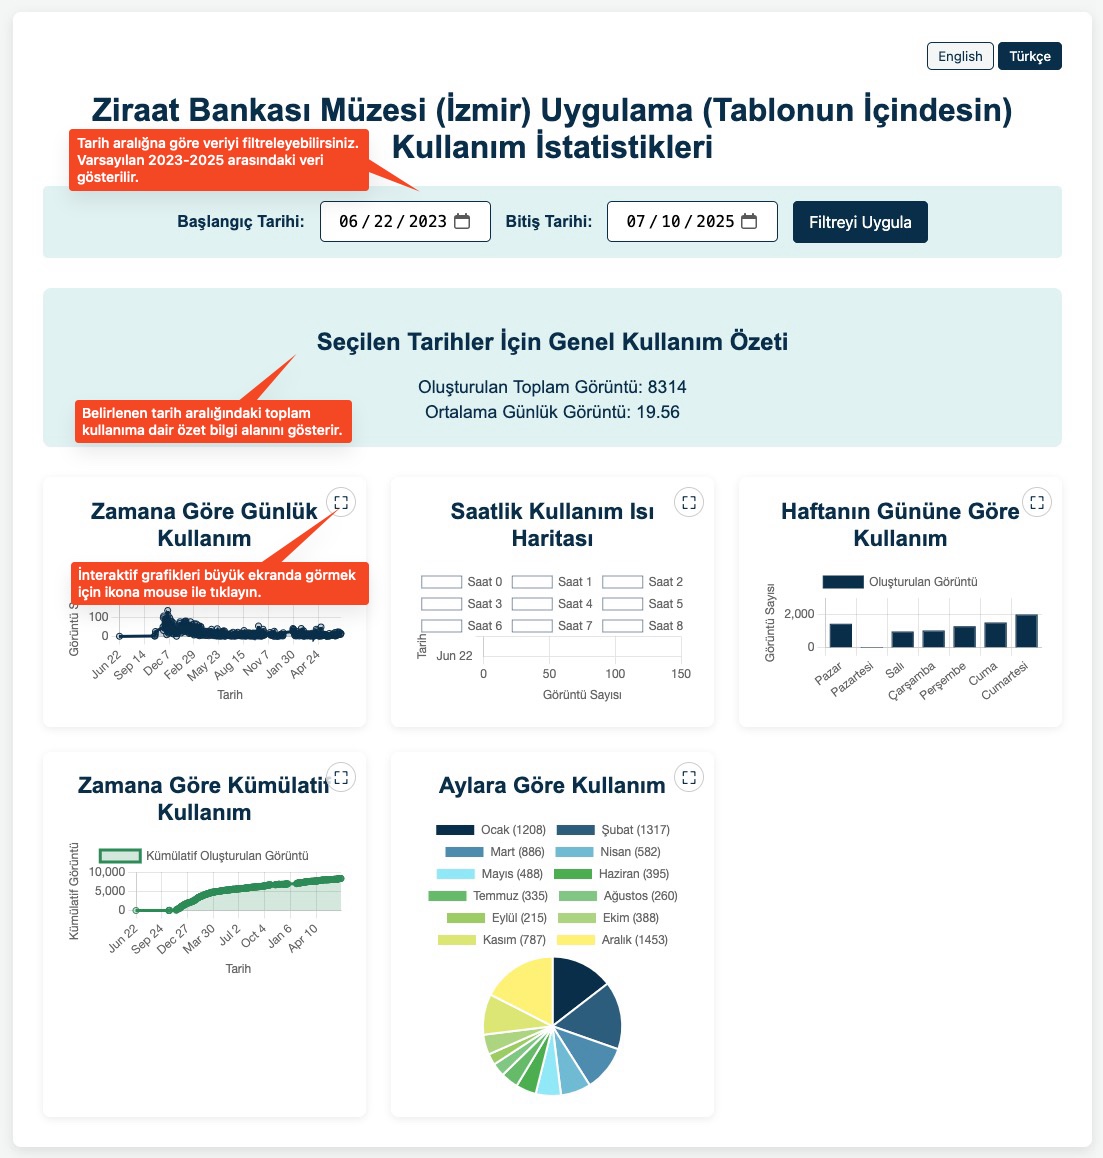 English
Türkçe
Ziraat Bankası Müzesi (İzmir) Uygulama (Tablonun İçindesin)
Kullanım İstatistikleri
Tarih aralığına göre veriyi filtreleyebilirsiniz.
Varsayılan 2023-2025 arasındaki veri
gösterilir.
Başlangıç Tarihi:
06/22/2023
Bitiş Tarihi:
07/10/2025
Filtreyi Uygula
Seçilen Tarihler İçin Genel Kullanım Özeti
Oluşturulan Toplam Görüntü: 8314
Ortalama Günlük Görüntü: 19.56
Belirlenen tarih aralığındaki toplam
kullanıma dair özet bilgi alanını gösterir.
Zamana Göre Günlük
Kullanım
İnteraktif grafikleri büyük ekranda görmek
için ikona mouse ile tıklayın.
Görüntü S
100
0
Jun 22
Sep 14
Dec 7
Feb 29
May 23
Aug 15
Nov 7
Jan 30
Apr 24
Tarih
Saatlik Kullanım Isı
Haritası
Saat 0 Saat 1 Saat 2
Saat 3 Saat 4 Saat 5
Saat 6 Saat 7 Saat 8
Tarih
Jun 22
0 50 100 150
Görüntü Sayısı
Haftanın Gününe Göre
Kullanım
Oluşturulan Görüntü
Görüntü Sayısı
2,000
0
Pazar
Pazartesi
Salı
Çarşamba
Perşembe
Cuma
Cumartesi
Zamana Göre Kümülatif
Kullanım
Kümülatif Oluşturulan Görüntü
Kümülatif Görüntü
10,000
5,000
0
Jun 22
Sep 24
Dec 27
Mar 30
Jul 2
Oct 4
Jan 6
Apr 10
Tarih
Aylara Göre Kullanım
Ocak (1208) Şubat (1317)
Mart (886) Nisan (582)
Mayıs (488) Haziran (395)
Temmuz (335) Ağustos (260)
Eylül (215) Ekim (388)
Kasım (787) Aralık (1453)